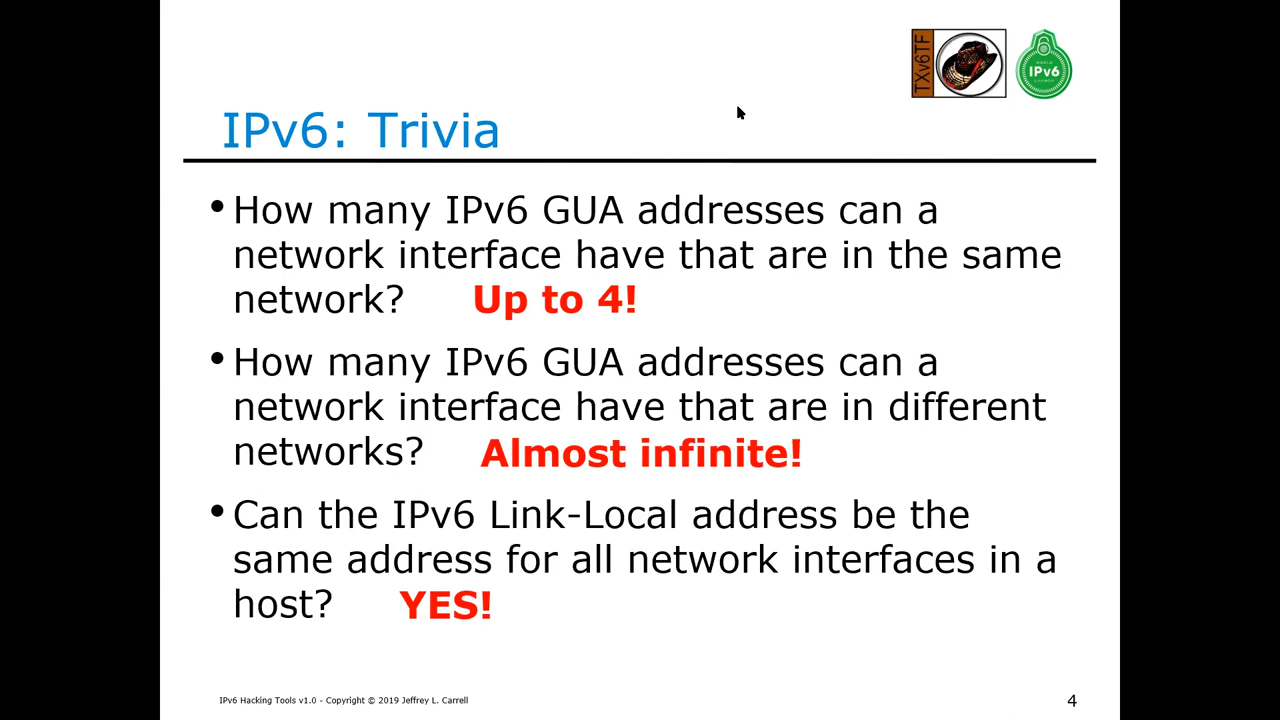 TXv6TF
WORLD
IPv6
LAUNCH
IPv6: Trivia
• How many IPv6 GUA addresses can a
network interface have that are in the same
network? Up to 4!
• How many IPv6 GUA addresses can a
network interface have that are in different
networks? Almost infinite!
• Can the IPv6 Link-Local address be the
same address for all network interfaces in a
host? YES!
IPv6 Hacking Tools v1.0 - Copyright © 2019 Jeffrey L. Carrell
4